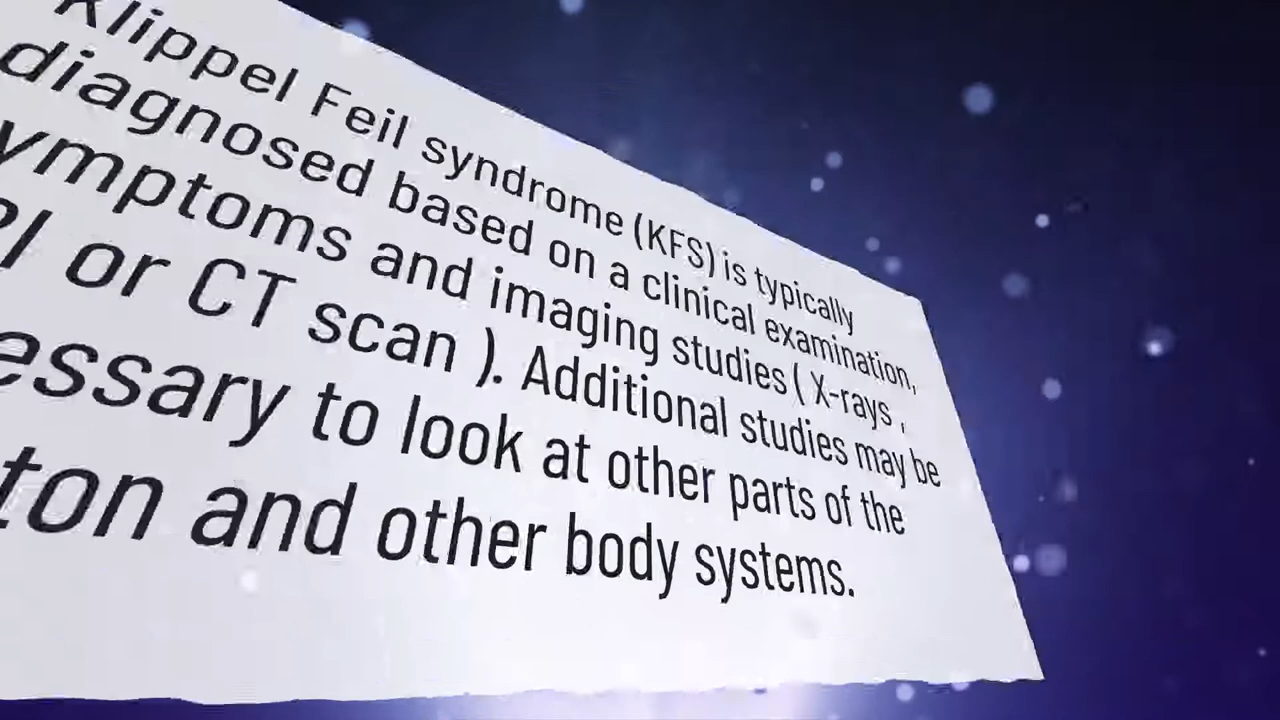 Klippel Feil syndrome (KFS) is typically
diagnosed based on a clinical examination,
ymptoms and imaging studies ( X-rays ,
RI or CT scan ). Additional studies may be
essary to look at other parts of the
ton and other body systems.